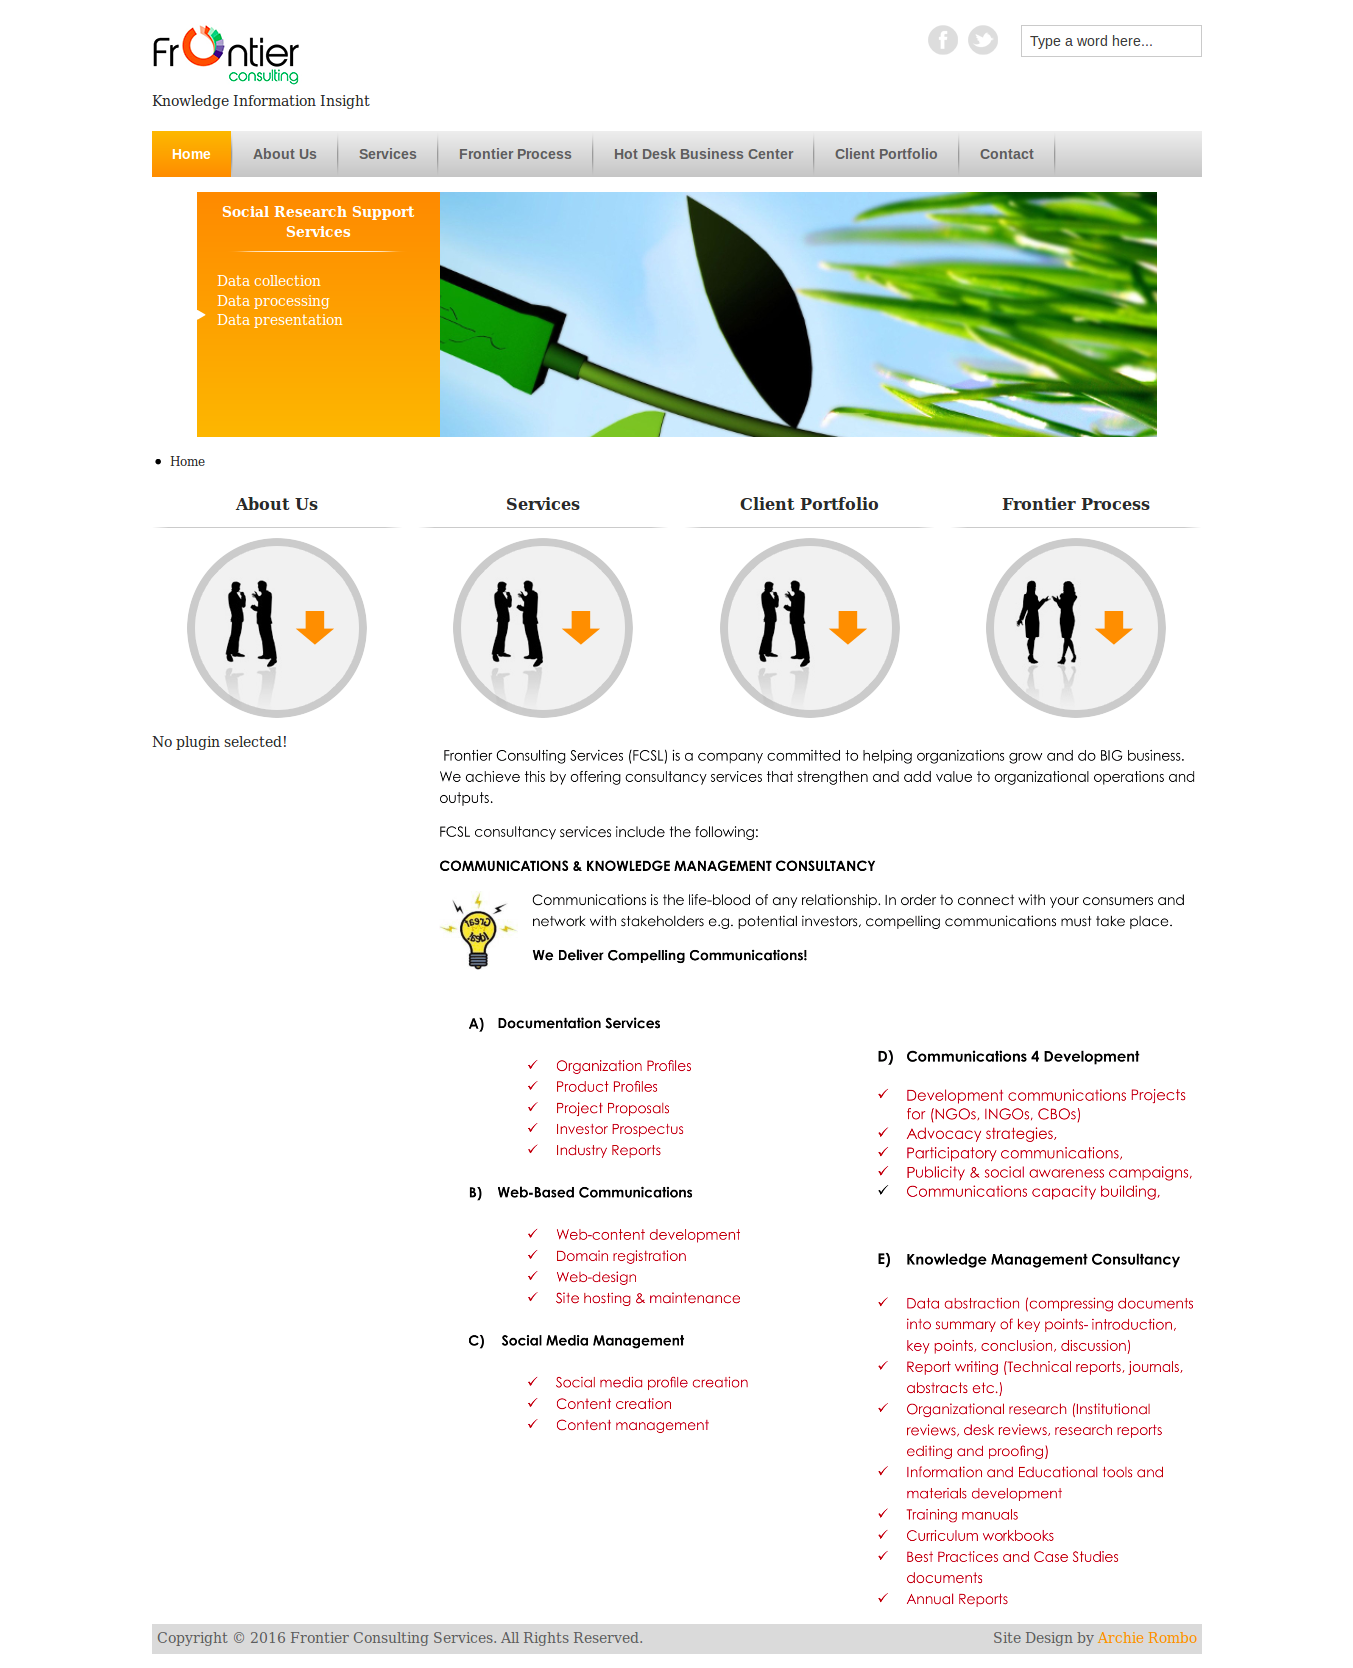 Frontier
consulting
Type a word here...
Knowledge Information Insight
Home
About Us
Services
Frontier Process
Hot Desk Business Center
Client Portfolio
Contact
Social Research Support
Services
Data collection
Data processing
Data presentation
Home
About Us
Services
Client Portfolio
Frontier Process
No plugin selected!
Frontier Consulting Services (FCSL) is a company committed to helping organizations grow and do BIG business.
We achieve this by offering consultancy services that strengthen and add value to organizational operations and
outputs.
FCSL consultancy services include the following:
COMMUNICATIONS & KNOWLEDGE MANAGEMENT CONSULTANCY
Great
Idea!
Communications is the life-blood of any relationship. In order to connect with your consumers and
network with stakeholders e.g. potential investors, compelling communications must take place.
We Deliver Compelling Communications!
A) Documentation Services
✓ Organization Profiles
✓ Product Profiles
✓ Project Proposals
✓ Investor Prospectus
✓ Industry Reports
B) Web-Based Communications
✓ Web-content development
✓ Domain registration
✓ Web-design
✓ Site hosting & maintenance
C) Social Media Management
✓ Social media profile creation
✓ Content creation
✓ Content management
D) Communications 4 Development
✓ Development communications Projects
for (NGOs, INGOs, CBOs)
✓ Advocacy strategies,
✓ Participatory communications,
✓ Publicity & social awareness campaigns,
✓ Communications capacity building,
E) Knowledge Management Consultancy
✓ Data abstraction (compressing documents
into summary of key points- introduction,
key points, conclusion, discussion)
✓ Report writing (Technical reports, journals,
abstracts etc.)
✓ Organizational research (Institutional
reviews, desk reviews, research reports
editing and proofing)
✓ Information and Educational tools and
materials development
✓ Training manuals
✓ Curriculum workbooks
✓ Best Practices and Case Studies
documents
✓ Annual Reports
Copyright © 2016 Frontier Consulting Services. All Rights Reserved.
Site Design by Archie Rombo